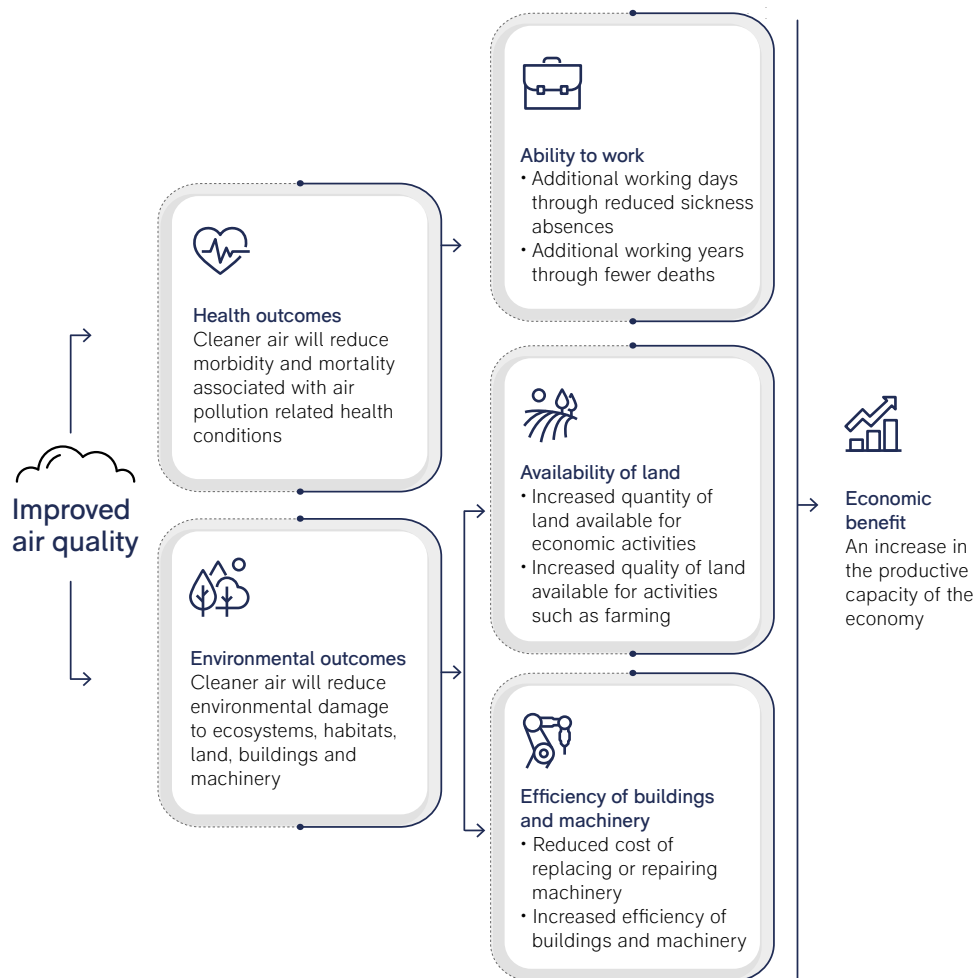 Improved
air quality
Health outcomes
Cleaner air will reduce
morbidity and mortality
associated with air
pollution related health
conditions
Environmental outcomes
Cleaner air will reduce
environmental damage
to ecosystems, habitats,
land, buildings and
machinery
Ability to work
• Additional working days
through reduced sickness
absences
• Additional working years
through fewer deaths
Availability of land
• Increased quantity of
land available for
economic activities
• Increased quality of land
available for activities
such as farming
Efficiency of buildings
and machinery
• Reduced cost of
replacing or repairing
machinery
• Increased efficiency of
buildings and machinery
Economic
benefit
An increase in
the productive
capacity of the
economy